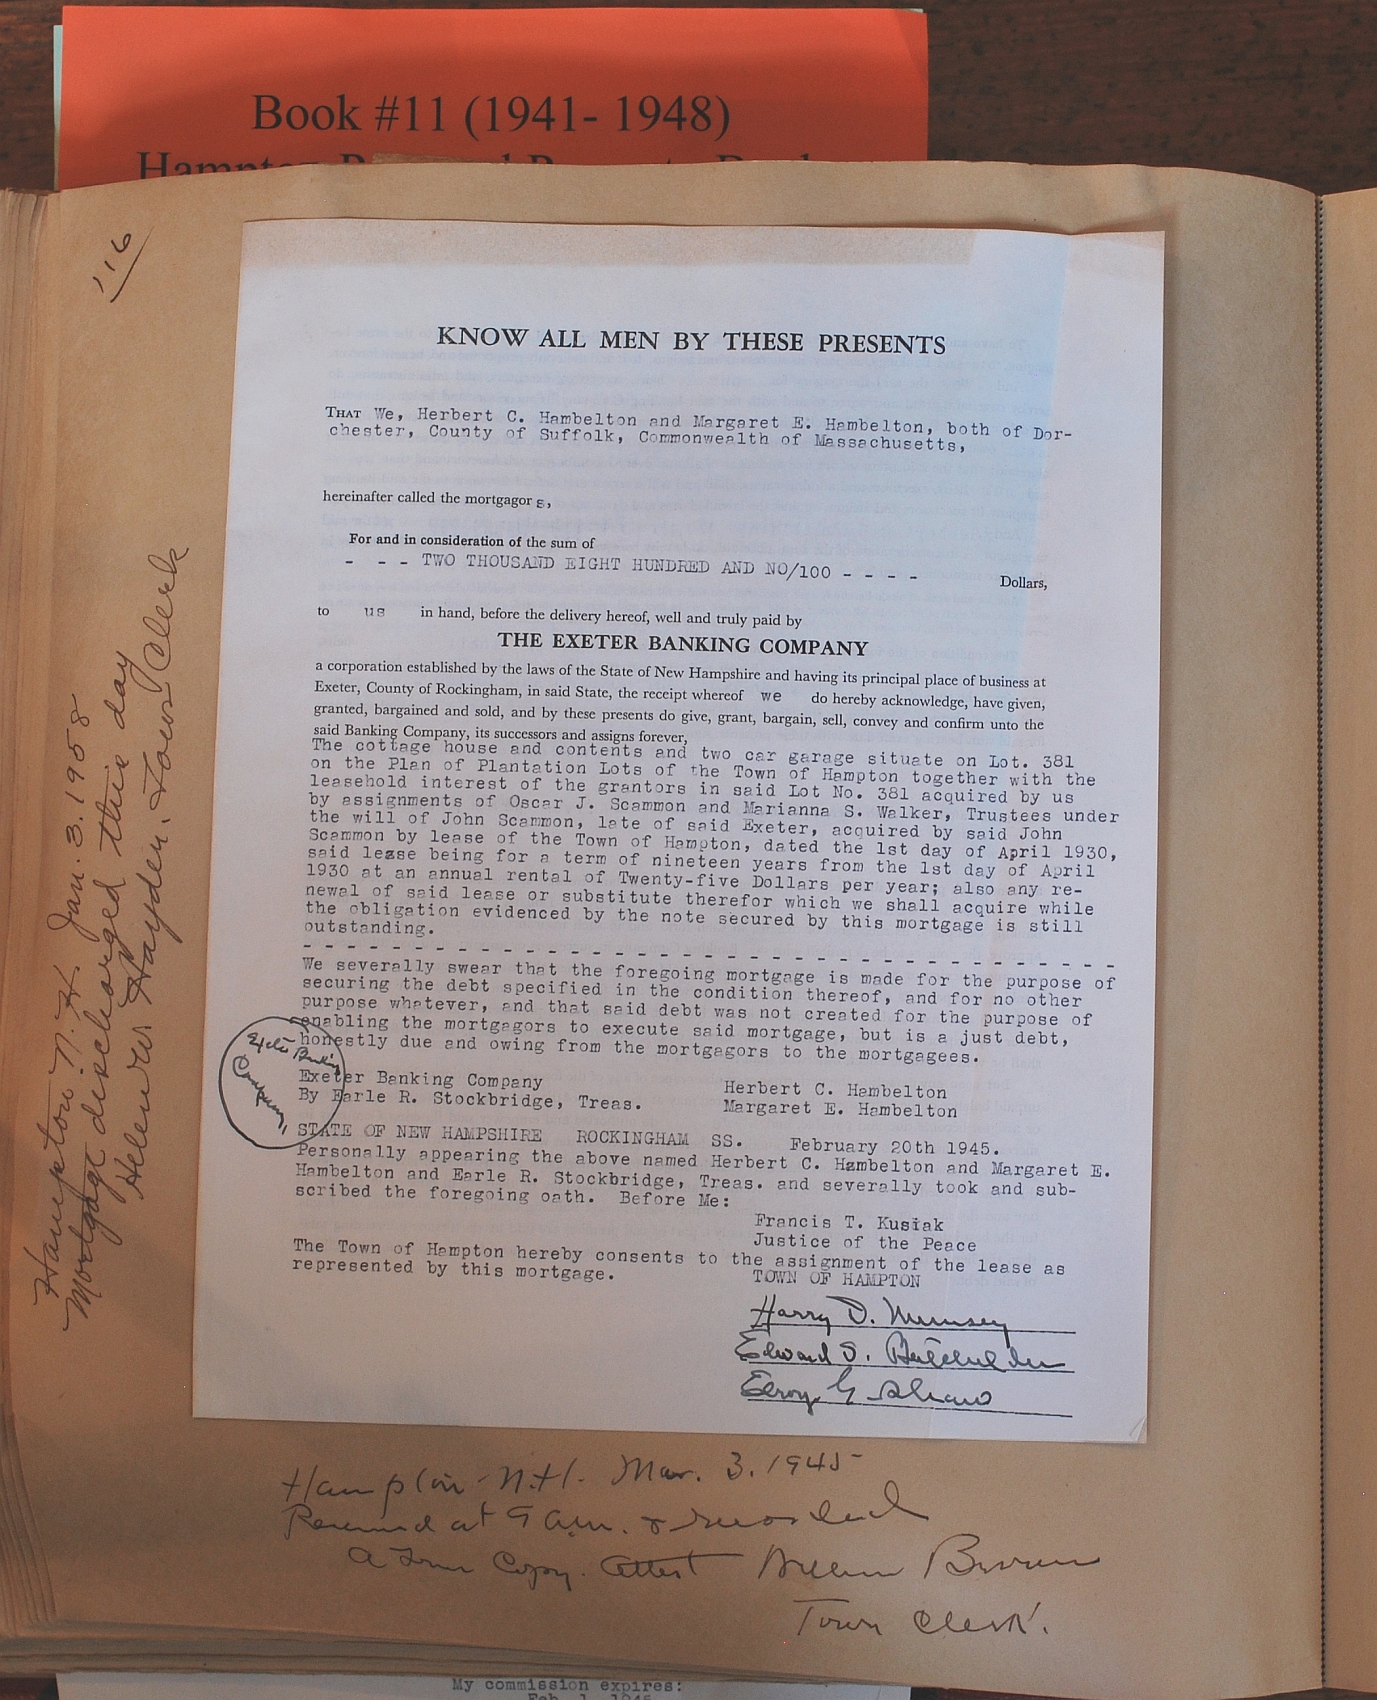 Book #11 (1941- 1948)
'116
KNOW ALL MEN BY THESE PRESENTS
THAT We, Herbert C. Hambelton and Margaret E. Hambelton, both of Dor-
chester, County of Suffolk, Commonwealth of Massachusetts,
hereinafter called the mortgagor s,
For and in consideration of the sum of
- - - TWO THOUSAND EIGHT HUNDRED AND NO/100 - - - - Dollars,
to us in hand, before the delivery hereof, well and truly paid by
THE EXETER BANKING COMPANY
a corporation established by the laws of the State of New Hampshire and having its principal place of business at
Exeter, County of Rockingham, in said State, the receipt whereof we do hereby acknowledge, have given,
granted, bargained and sold, and by these presents do give, grant, bargain, sell, convey and confirm unto the
said Banking Company, its successors and assigns forever,
The cottage house and contents and two car garage situate on Lot. 381
on the Plan of Plantation Lots of the Town of Hampton together with the
leasehold interest of the grantors in said Lot No. 381 acquired by us
by assignments of Oscar J. Scammon and Marianna S. Walker, Trustees under
the will of John Scammon, late of said Exeter, acquired by said John
Scammon by lease of the Town of Hampton, dated the 1st day of April 1930,
said lease being for a term of nineteen years from the 1st day of April
1930 at an annual rental of Twenty-five Dollars per year; also any re-
newal of said lease or substitute therefor which we shall acquire while
the obligation evidenced by the note secured by this mortgage is still
outstanding.
- - - - - - - - - - - - - - - - - - - - - - - - - - - - - - - - - - - -
We severally swear that the foregoing mortgage is made for the purpose of
securing the debt specified in the condition thereof, and for no other
purpose whatever, and that said debt was not created for the purpose of
enabling the mortgagors to execute said mortgage, but is a just debt,
honestly due and owing from the mortgagors to the mortgagees.
Exeter Banking
Company
Exeter Banking Company Herbert C. Hambelton
By Earle R. Stockbridge, Treas. Margaret E. Hambelton
STATE OF NEW HAMPSHIRE ROCKINGHAM SS. February 20th 1945.
Personally appearing the above named Herbert C. Hambelton and Margaret E.
Hambelton and Earle R. Stockbridge, Treas. and severally took and sub-
scribed the foregoing oath. Before Me:
Francis T. Kusiak
Justice of the Peace
The Town of Hampton hereby consents to the assignment of the lease as
represented by this mortgage. TOWN OF HAMPTON
Harry D. Munsey
Edward S. Batchelder
Elroy G Shaw
Hampton N.H. Mar. 3. 1945
Received at 9 a.m. & recorded
A True Copy. Attest William Brown
Town Clerk.
Hampton N. H. Jan. 3. 1958
Mortgage discharged this day
Helen W. Hayden. Town Clerk
My commission expires:
Feb. 1, 1946